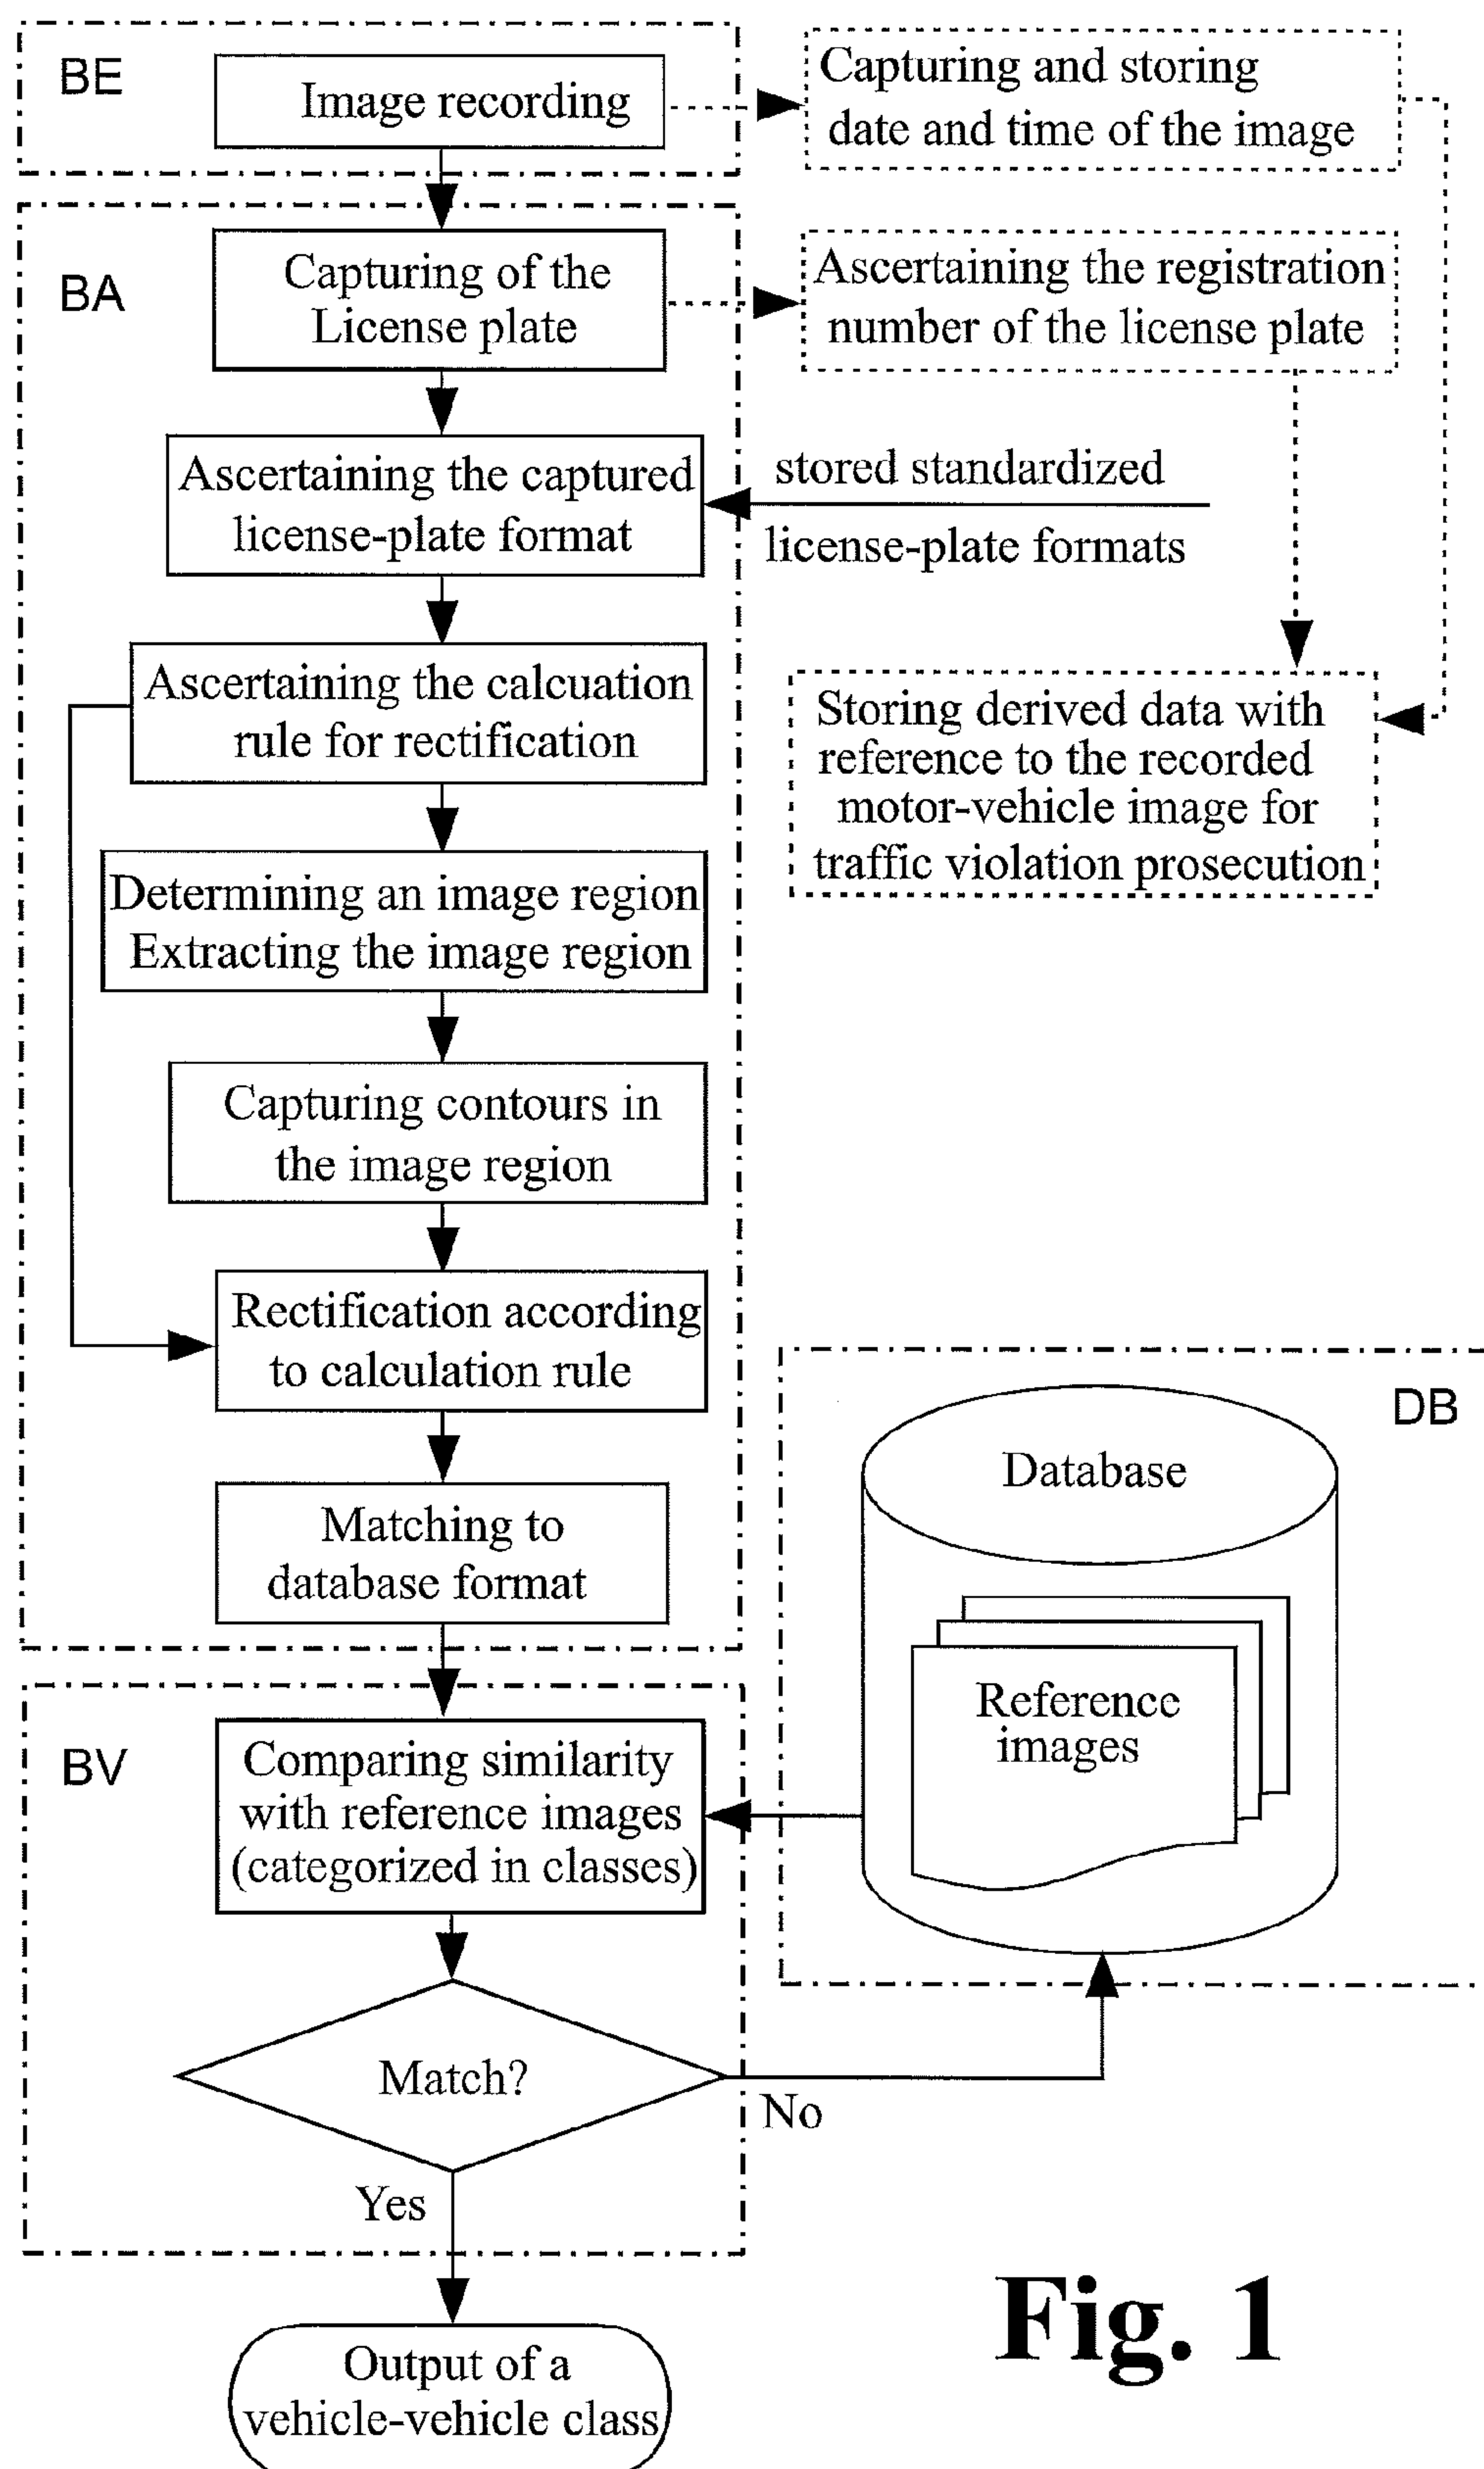 BE
Image recording
Capturing and storing
date and time of the image
BA
Capturing of the
License plate
Ascertaining the registration
number of the license plate
Ascertaining the captured
license-plate format
stored standardized
license-plate formats
Ascertaining the calcuation
rule for rectification
Storing derived data with
reference to the recorded
motor-vehicle image for
traffic violation prosecution
Determining an image region
Extracting the image region
Capturing contours in
the image region
Rectification according
to calculation rule
Matching to
database format
DB
Database
Reference
images
BV
Comparing similarity
with reference images
(categorized in classes)
Match?
No
Yes
Output of a
vehicle-vehicle class
Fig. 1